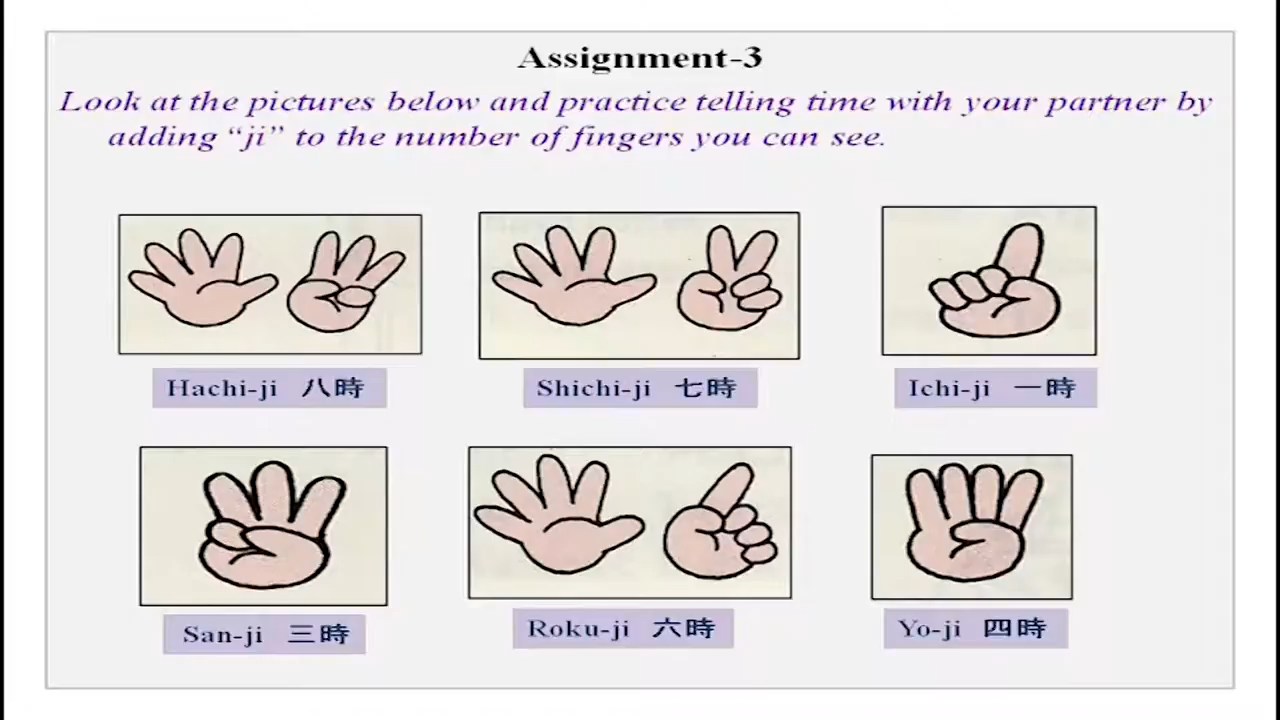 Assignment-3
Look at the pictures below and practice telling time with your partner by
adding “ji” to the number of fingers you can see.
Hachi-ji 八時
Shichi-ji 七時
Ichi-ji 一時
San-ji 三時
Roku-ji 六時
Yo-ji 四時